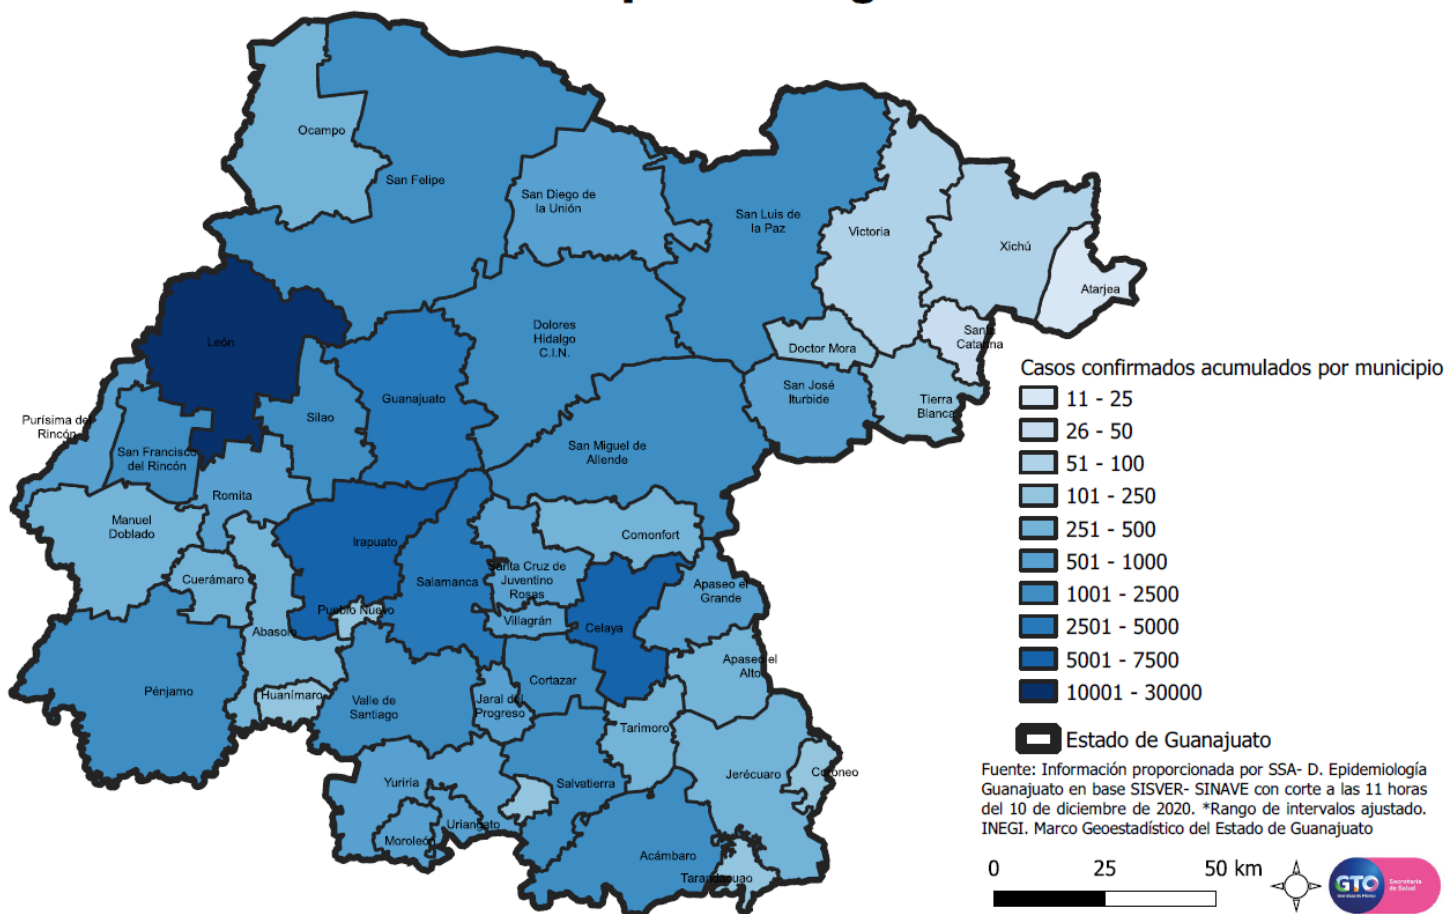 Ocampo
San Felipe
San Diego de
la Unión
San Luis de
la Paz
Victoria
Xichú
Atarjea
León
Dolores
Hidalgo
C.I.N.
Doctor Mora
Santa
Catarina
Guanajuato
San José
Iturbide
Tierra
Blanca
Silao
Purísima del
Rincón
San Francisco
del Rincón
San Miguel de
Allende
Romita
Manuel
Doblado
Irapuato
Comonfort
Cuerámaro
Salamanca
Santa Cruz de
Juventino
Rosas
Apaseo el
Grande
Pueblo Nuevo
Villagrán
Celaya
Abasolo
Apaseo el
Alto
Pénjamo
Huanímaro
Valle de
Santiago
Jaral del
Progreso
Cortazar
Tarimoro
Yuriria
Salvatierra
Jerécuaro
Coroneo
Moroleón
Uriangato
Acámbaro
Tarandacuao
Casos confirmados acumulados por municipio
11 - 25
26 - 50
51 - 100
101 - 250
251 - 500
501 - 1000
1001 - 2500
2501 - 5000
5001 - 7500
10001 - 30000
Estado de Guanajuato
Fuente: Información proporcionada por SSA- D. Epidemiología
Guanajuato en base SISVER- SINAVE con corte a las 11 horas
del 10 de diciembre de 2020. *Rango de intervalos ajustado.
INEGI. Marco Geoestadístico del Estado de Guanajuato
0 25 50 km
GTO
Secretaría
de Salud